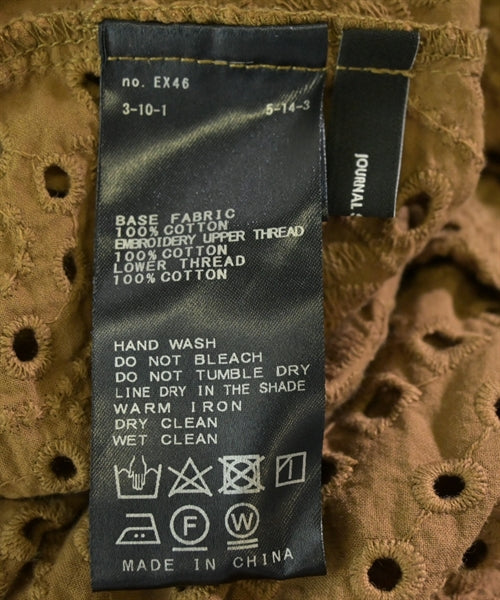 no. EX46
3-10-1 5-14-3
BASE FABRIC
100% COTTON
EMBROIDERY UPPER THREAD
100% COTTON
LOWER THREAD
100% COTTON
HAND WASH
DO NOT BLEACH
DO NOT TUMBLE DRY
LINE DRY IN THE SHADE
WARM IRON
DRY CLEAN
WET CLEAN
F W
MADE IN CHINA
JOURNAL